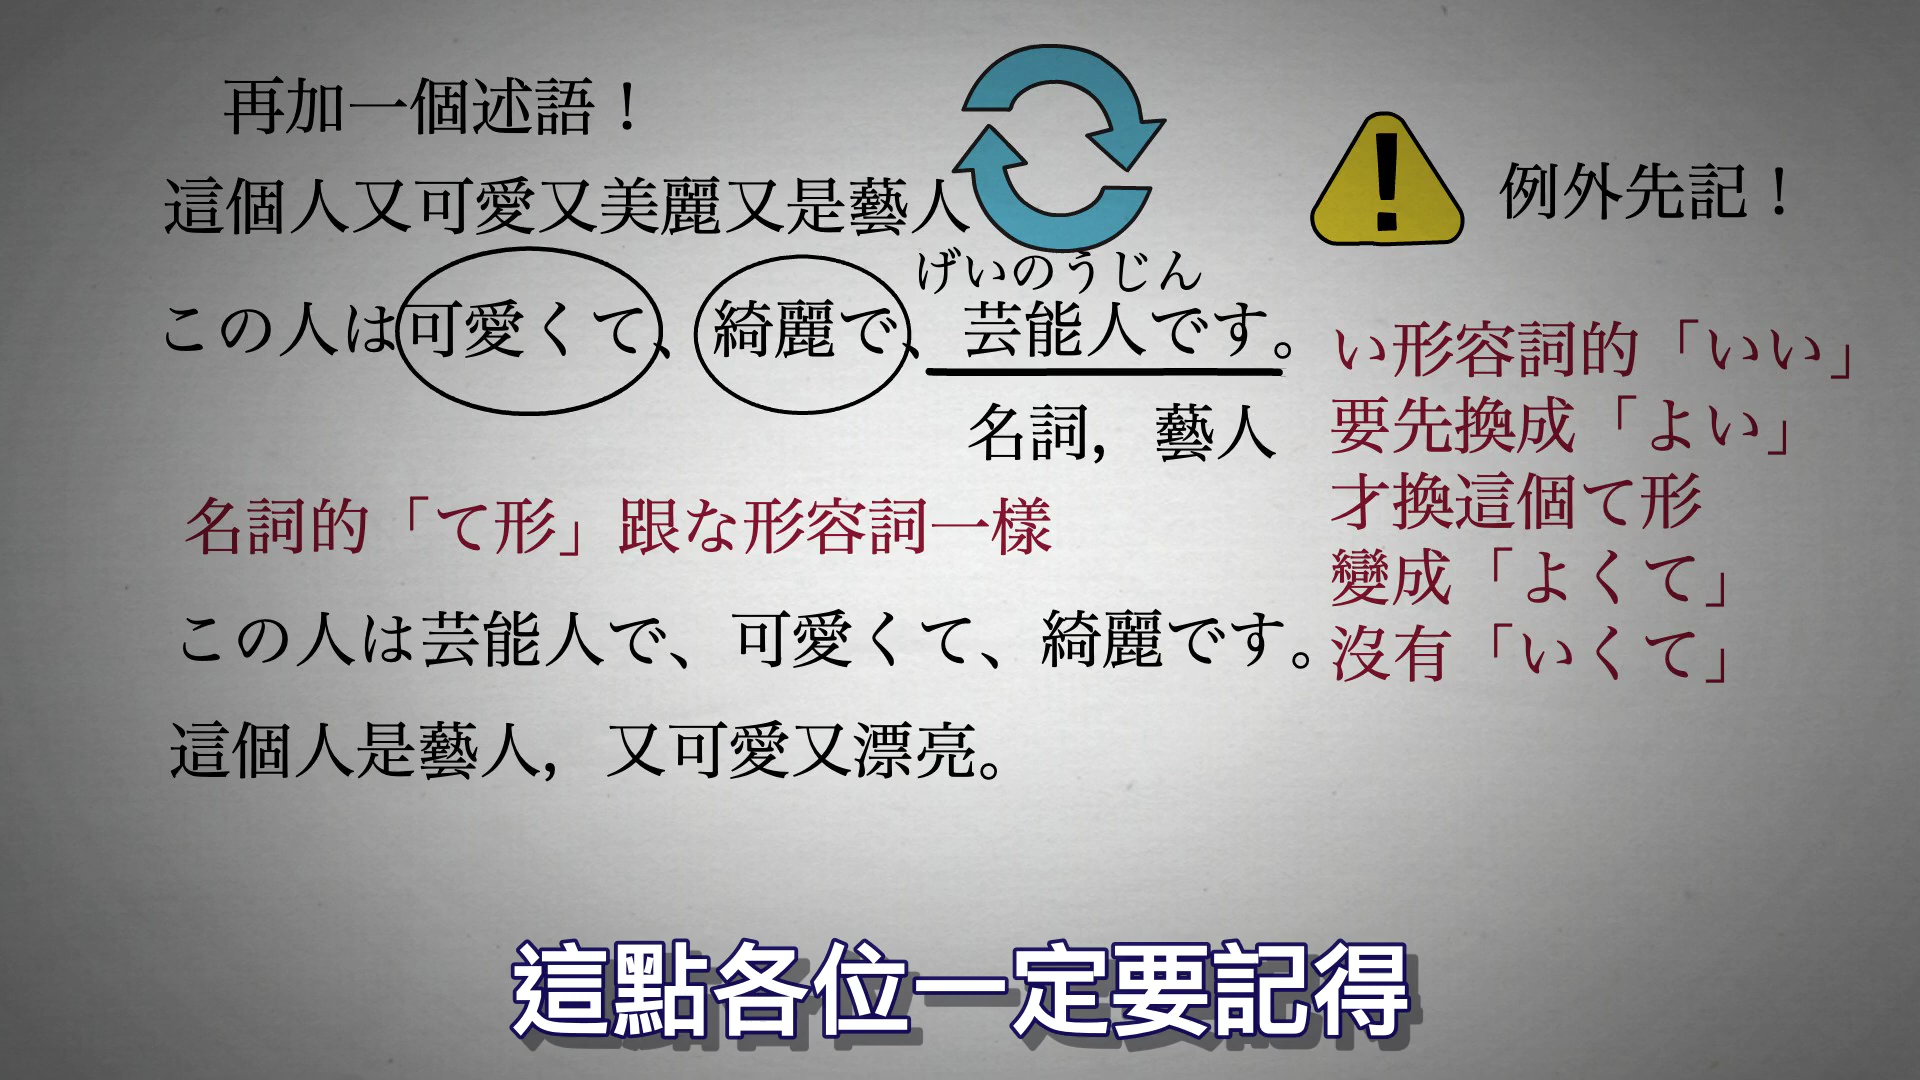 再加一個述語！
這個人又可愛又美麗又是藝人
げいのうじん
この人は可愛くて、綺麗で、芸能人です。
名詞，藝人
名詞的「て形」跟な形容詞一樣
この人は芸能人で、可愛くて、綺麗です。
這個人是藝人，又可愛又漂亮。
例外先記！
い形容詞的「いい」
要先換成「よい」
才換這個て形
變成「よくて」
沒有「いくて」
這點各位一定要記得